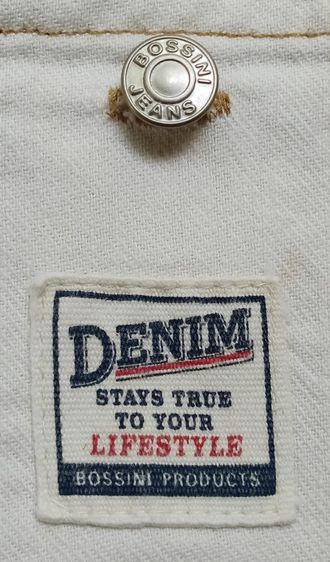 BOSSINI
JEANS
DENIM
STAYS TRUE
TO YOUR
LIFESTYLE
BOSSINI PRODUCTS